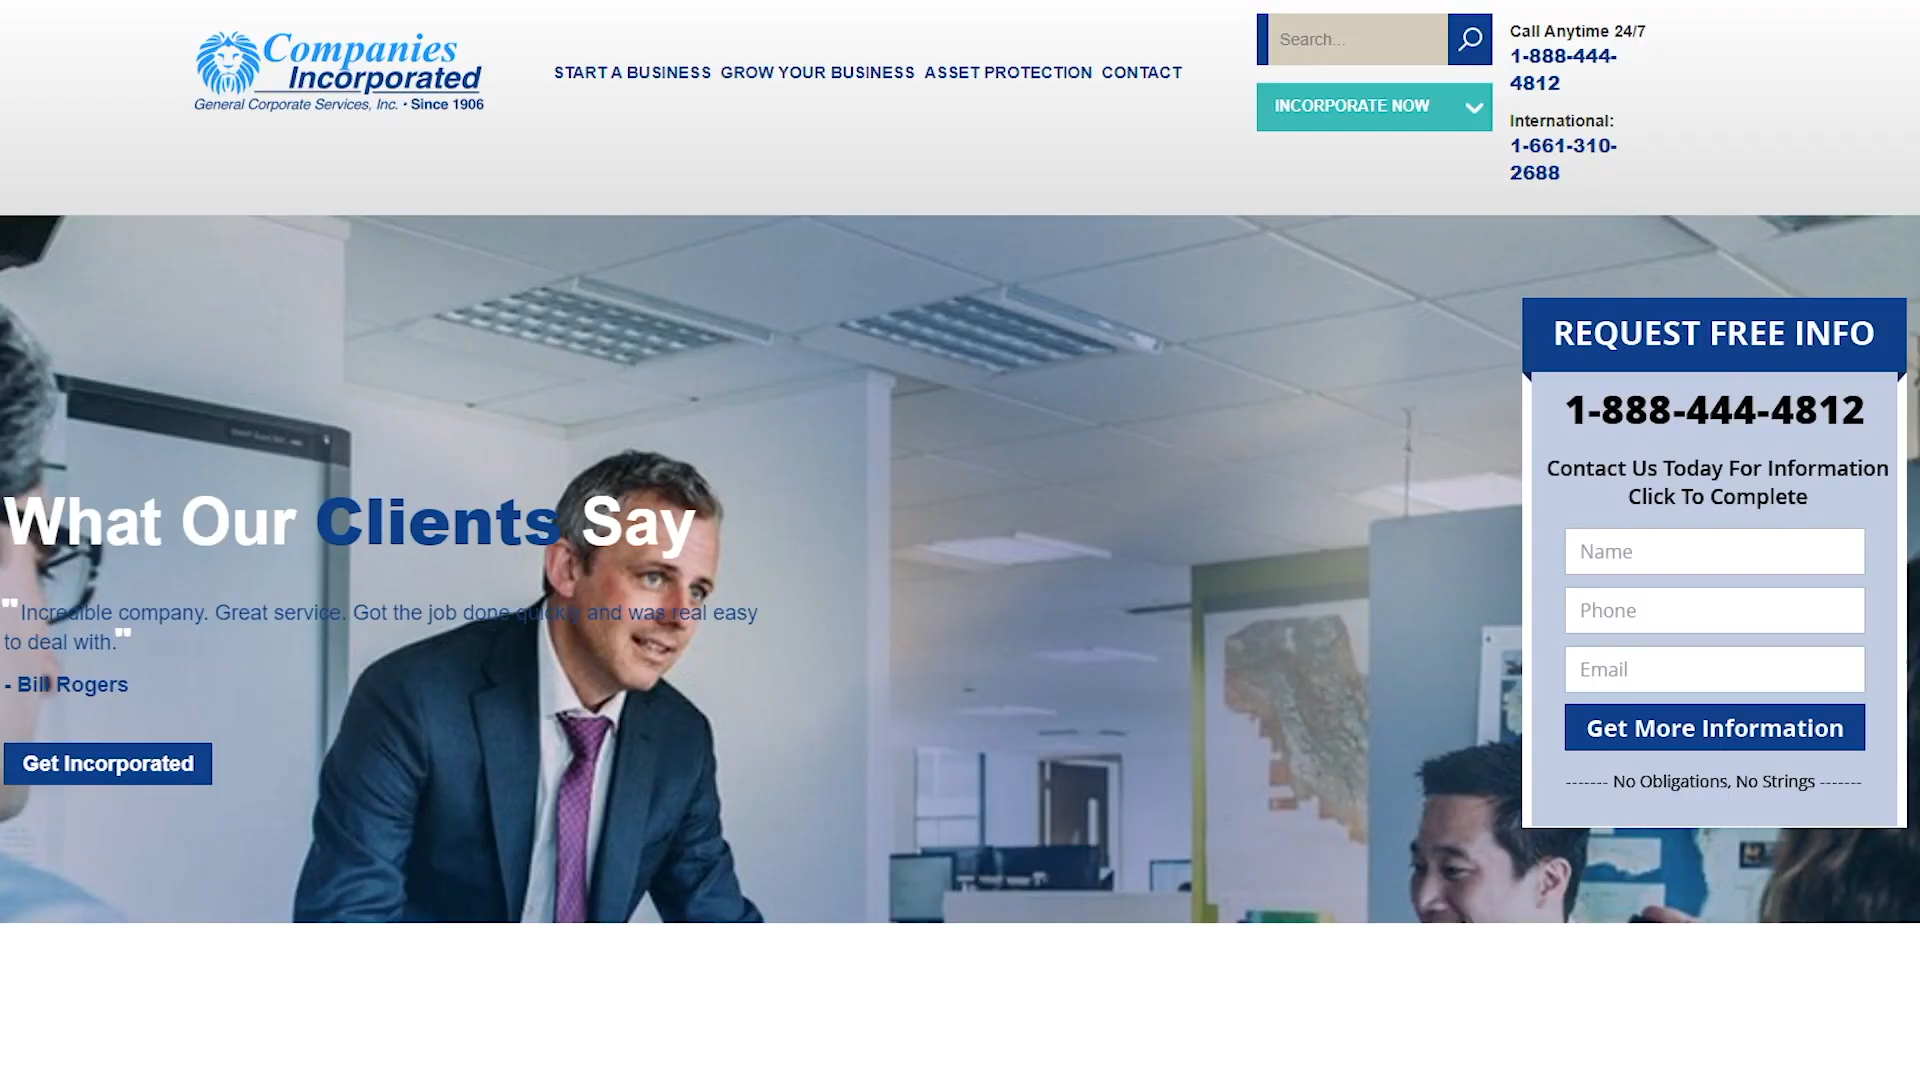 Companies
Incorporated
General Corporate Services, Inc. • Since 1906
START A BUSINESS GROW YOUR BUSINESS ASSET PROTECTION CONTACT
Search...
INCORPORATE NOW
Call Anytime 24/7
1-888-444-
4812
International:
1-661-310-
2688
What Our Clients Say
"Incredible company. Great service. Got the job done quickly and was real easy
to deal with."
- Bill Rogers
Get Incorporated
REQUEST FREE INFO
1-888-444-4812
Contact Us Today For Information
Click To Complete
Name
Phone
Email
Get More Information
------- No Obligations, No Strings -------